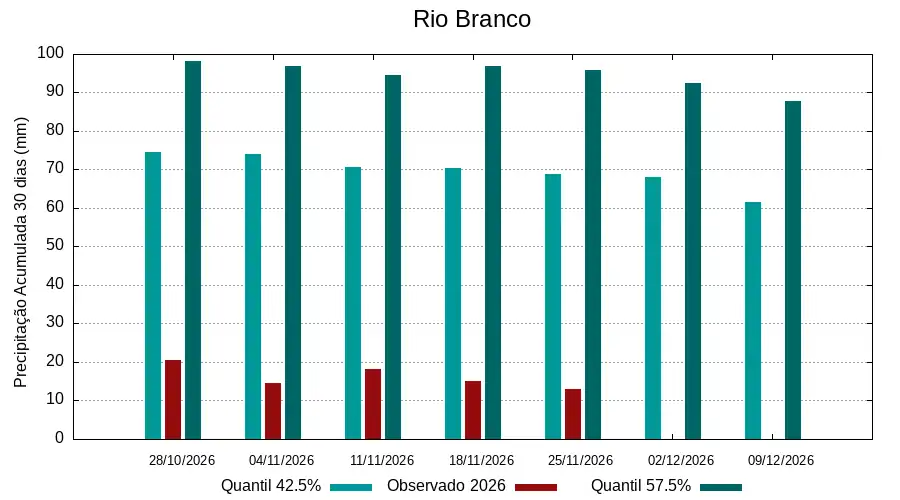 Rio Branco
Precipitação Acumulada 30 dias (mm)
100
90
80
70
60
50
40
30
20
10
0
28/10/2026 04/11/2026 11/11/2026 18/11/2026 25/11/2026 02/12/2026 09/12/2026
Quantil 42.5% Observado 2026 Quantil 57.5%